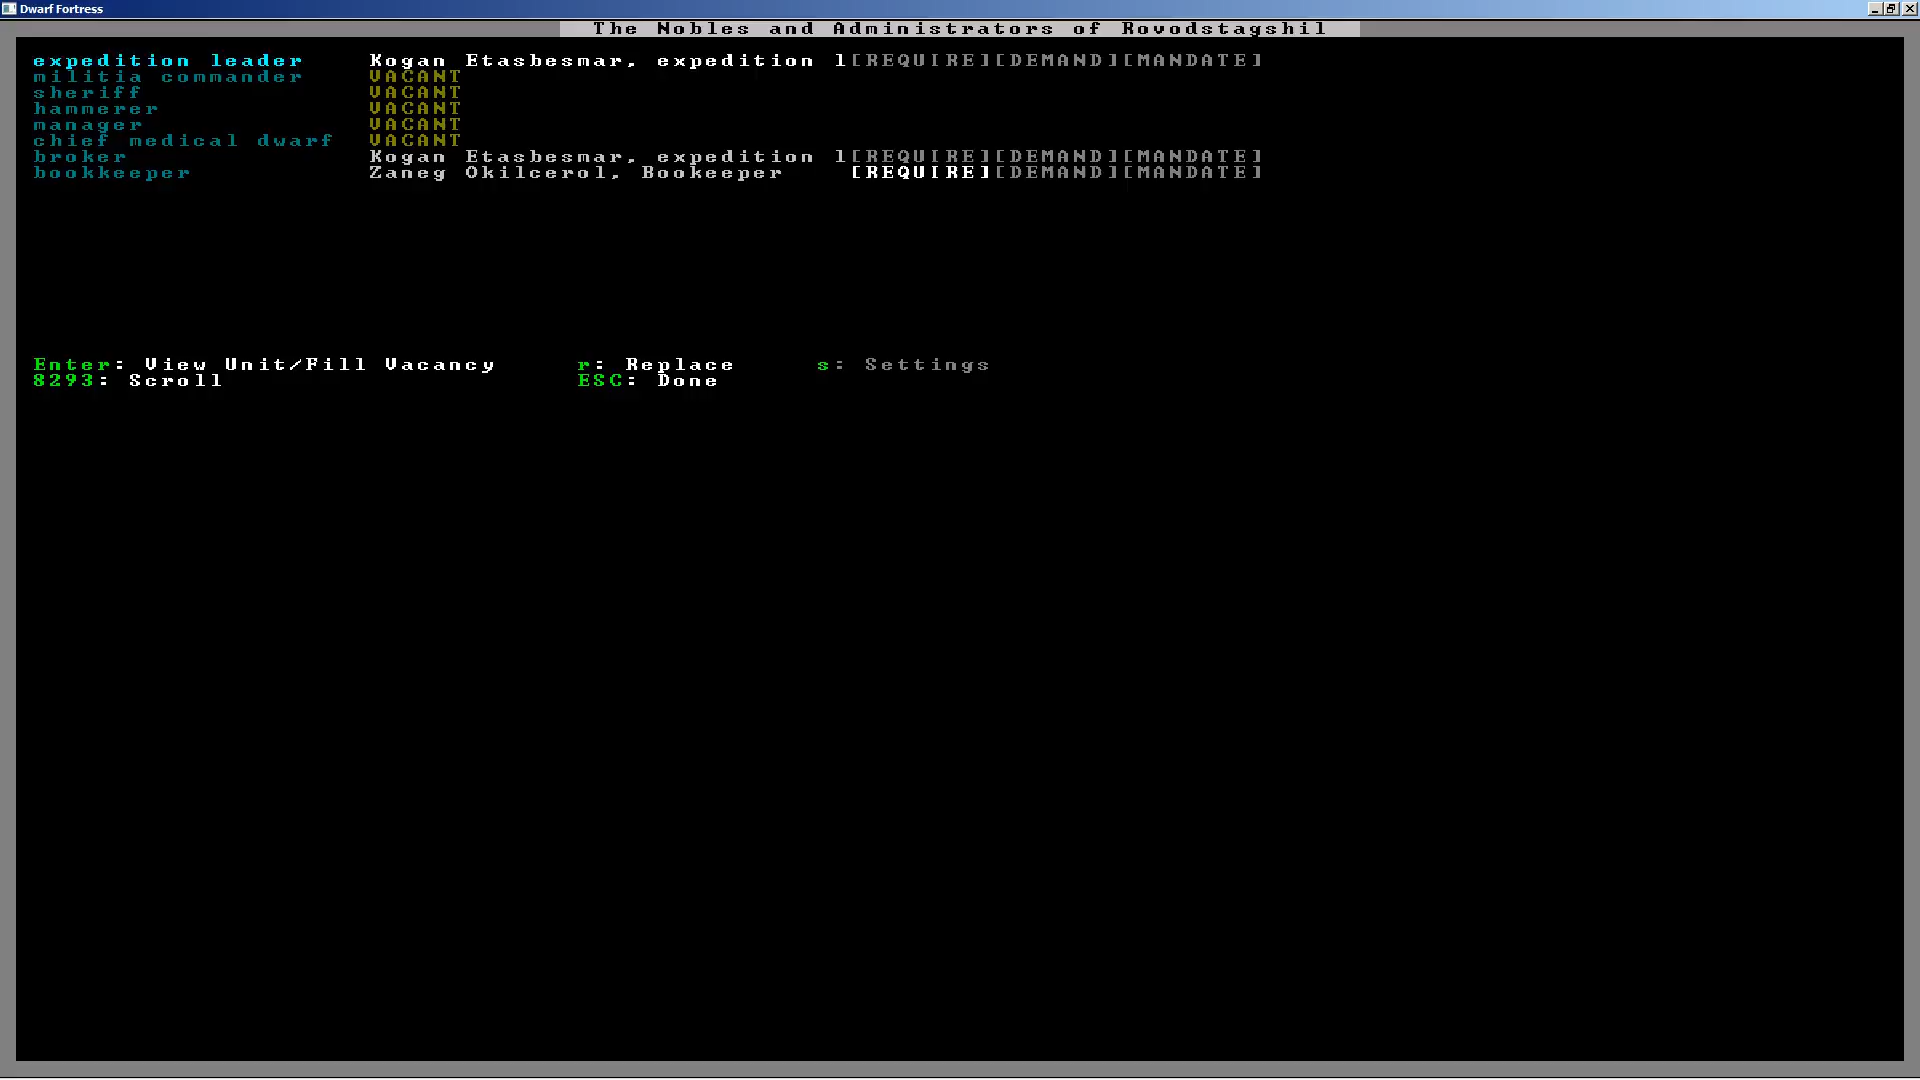 Dwarf Fortress
The Nobles and Administrators of Rovodstagshil
expedition leader Kogan Etasbesmar, expedition l[REQUIRE][DEMAND][MANDATE]
militia commander VACANT
sheriff VACANT
hammerer VACANT
manager VACANT
chief medical dwarf VACANT
broker Kogan Etasbesmar, expedition l[REQUIRE][DEMAND][MANDATE]
bookkeeper Zaneg Okilcerol, Bookeeper [REQUIRE][DEMAND][MANDATE]
Enter: View Unit/Fill Vacancy r: Replace s: Settings
8293: Scroll ESC: Done